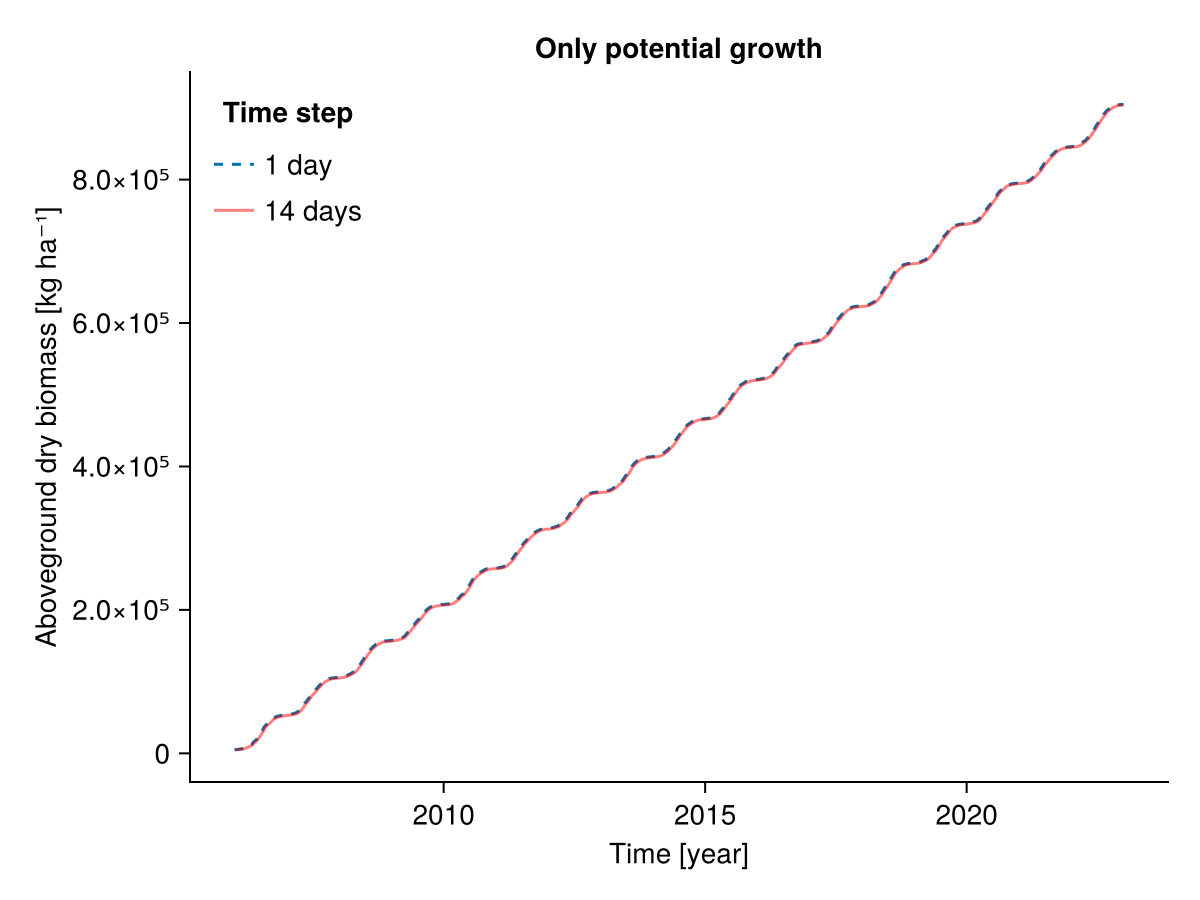 Only potential growth
Time step
1 day
14 days
8.0×10⁵
6.0×10⁵
4.0×10⁵
2.0×10⁵
0
Aboveground dry biomass [kg ha⁻¹]
2010
2015
2020
Time [year]